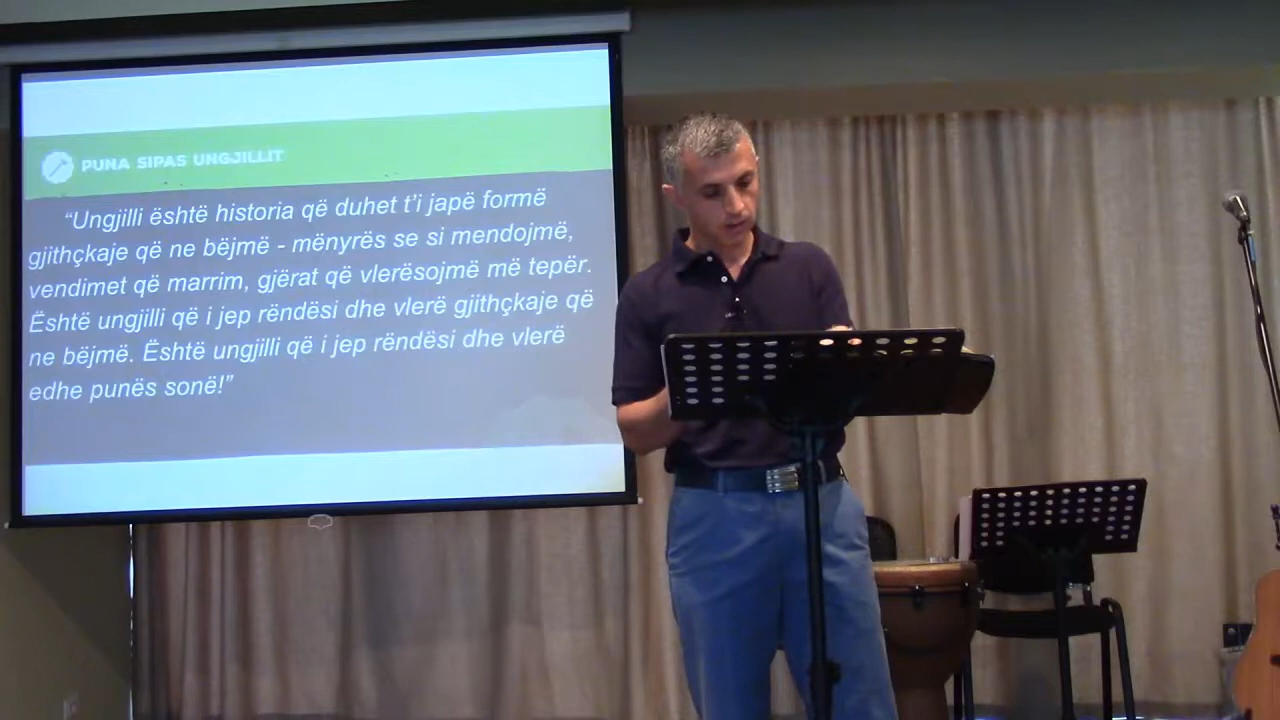 PUNA SIPAS UNGJILLIT
“Ungjilli është historia që duhet t’i japë formë
gjithçkaje që ne bëjmë - mënyrës se si mendojmë,
vendimet që marrim, gjërat që vlerësojmë më tepër.
Është ungjilli që i jep rëndësi dhe vlerë gjithçkaje që
ne bëjmë. Është ungjilli që i jep rëndësi dhe vlerë
edhe punës sonë!”